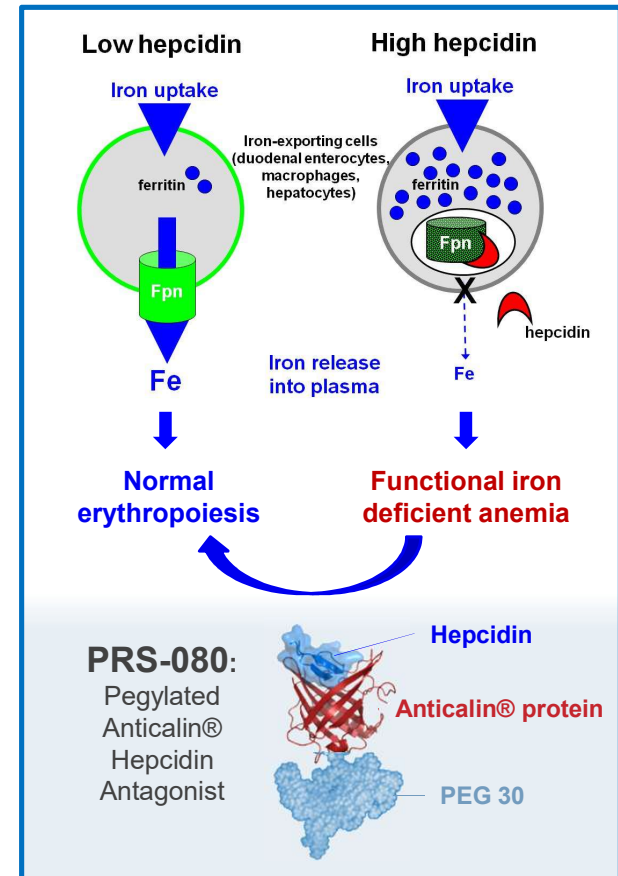 Low hepcidin
High hepcidin
Iron uptake
Iron uptake
Iron-exporting cells
(duodenal enterocytes,
macrophages,
hepatocytes)
ferritin
ferritin
Fpn
Fpn
X
hepcidin
Iron release
into plasma
Fe
Fe
Normal
erythropoiesis
Functional iron
deficient anemia
PRS-080:
Pegylated
Anticalin®
Hepcidin
Antagonist
Hepcidin
Anticalin® protein
PEG 30